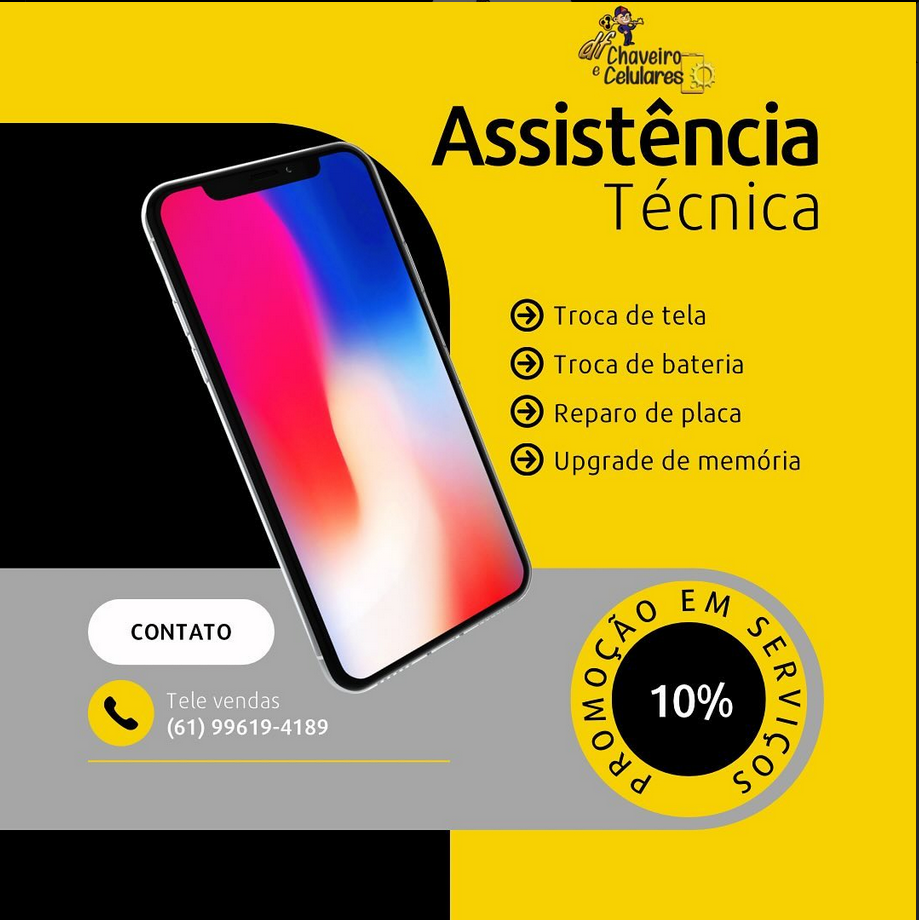 df Chaveiro
e Celulares
Assistência
Técnica
Troca de tela
Troca de bateria
Reparo de placa
Upgrade de memória
CONTATO
Tele vendas
(61) 99619-4189
PROMOÇÃO EM SERVIÇOS
10%